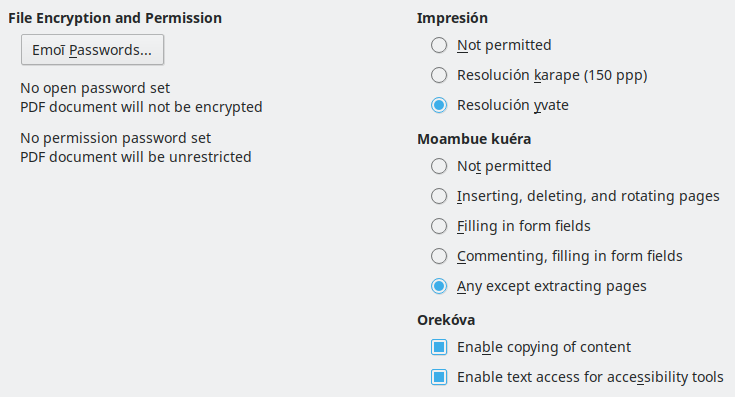 File Encryption and Permission
Emoĩ Passwords...
No open password set
PDF document will not be encrypted
No permission password set
PDF document will be unrestricted
Impresión
Not permitted
Resolución karape (150 ppp)
Resolución yvate
Moambue kuéra
Not permitted
Inserting, deleting, and rotating pages
Filling in form fields
Commenting, filling in form fields
Any except extracting pages
Orekóva
Enable copying of content
Enable text access for accessibility tools